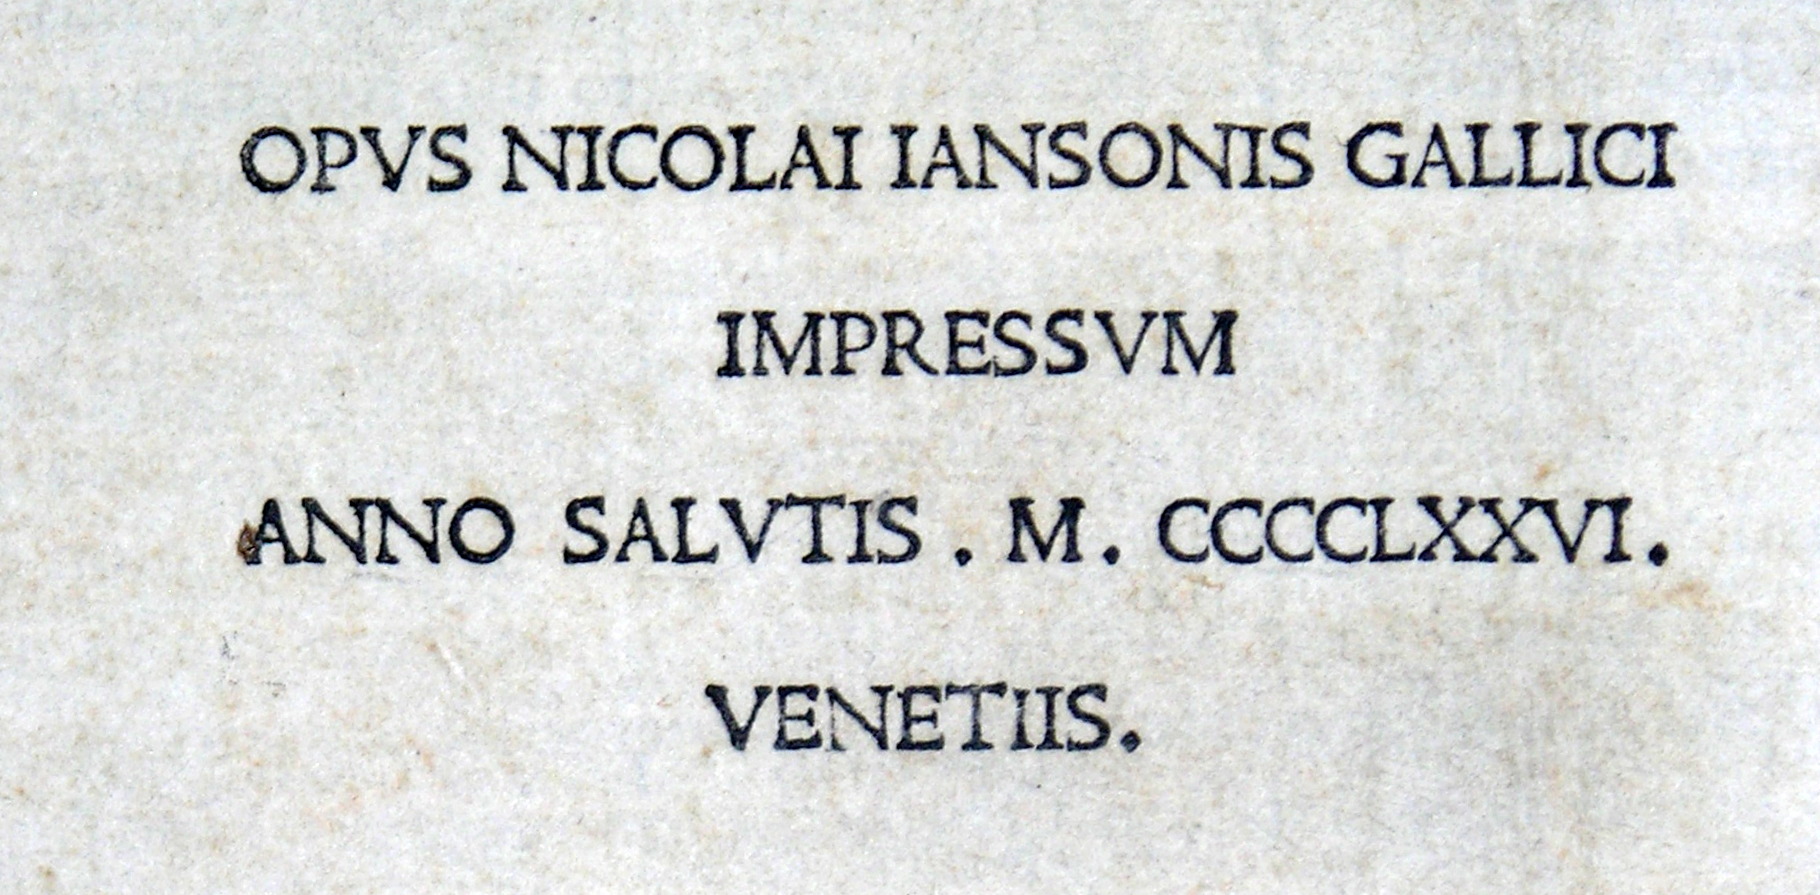 OPVS NICOLAI IANSONIS GALLICI
IMPRESSVM
ANNO SALVTIS . M . CCCCLXXVI .
VENETIIS.